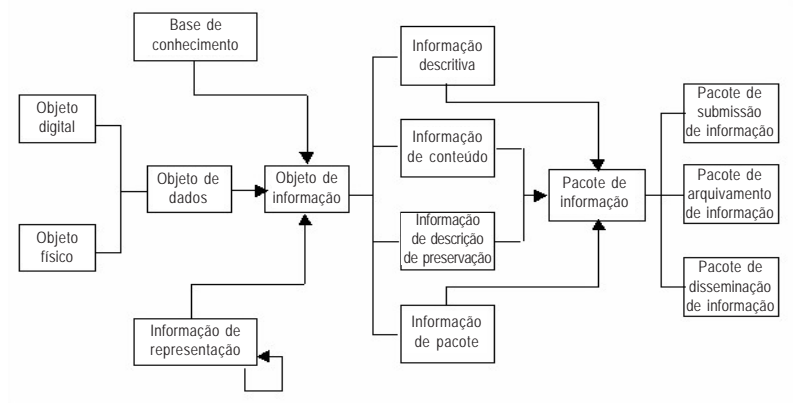 Base de
conhecimento
Objeto
digital
Objeto
físico
Objeto de
dados
Objeto de
informação
Informação de
representação
Informação
descritiva
Informação
de conteúdo
Informação
de descrição
de preservação
Informação
de pacote
Pacote de
informação
Pacote de
submissão
de informação
Pacote de
arquivamento
de informação
Pacote de
disseminação
de informação